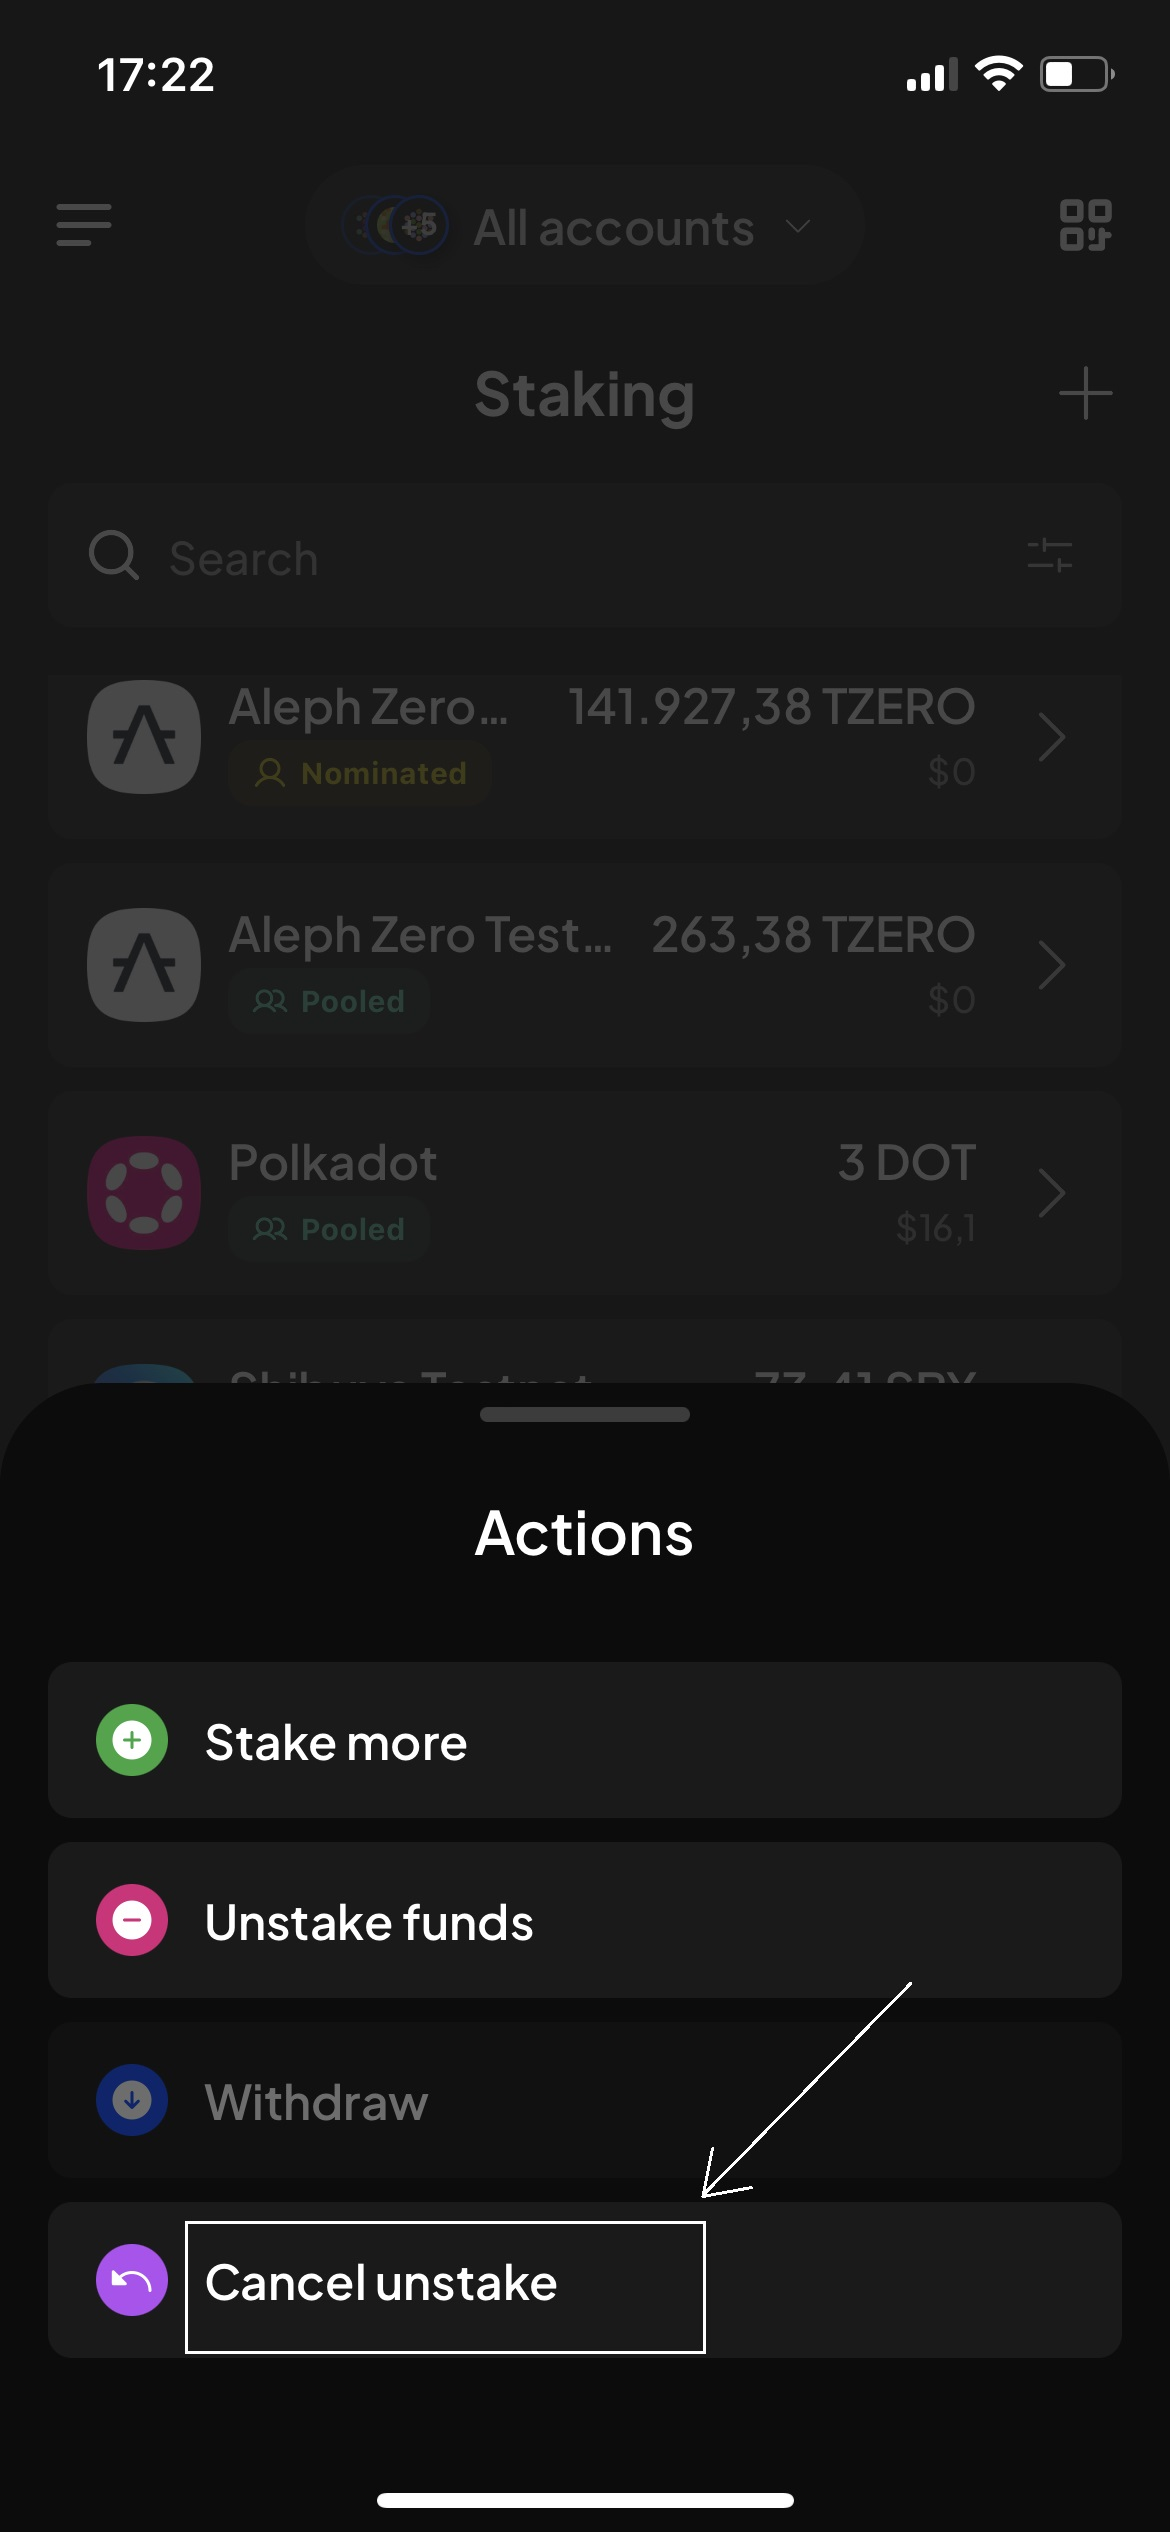 17:22
+5 All accounts
Staking
Search
Aleph Zero... 141.927,38 TZERO
Nominated $0
Aleph Zero Test... 263,38 TZERO
Pooled $0
Polkadot 3 DOT
Pooled $16,1
Actions
Stake more
Unstake funds
Withdraw
Cancel unstake